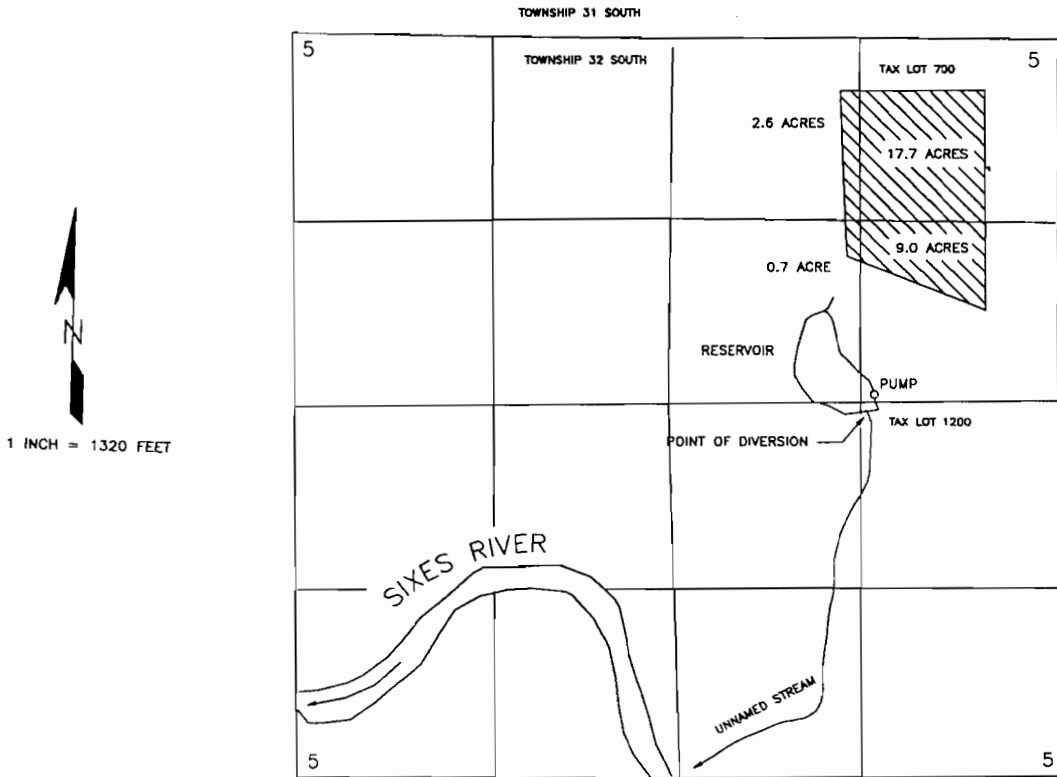 TOWNSHIP 31 SOUTH
5
TOWNSHIP 32 SOUTH
5
TAX LOT 700
2.6 ACRES
17.7 ACRES
9.0 ACRES
0.7 ACRE
N
RESERVOIR
PUMP
TAX LOT 1200
1 INCH = 1320 FEET
POINT OF DIVERSION
SIXES RIVER
UNNAMED STREAM
5
5